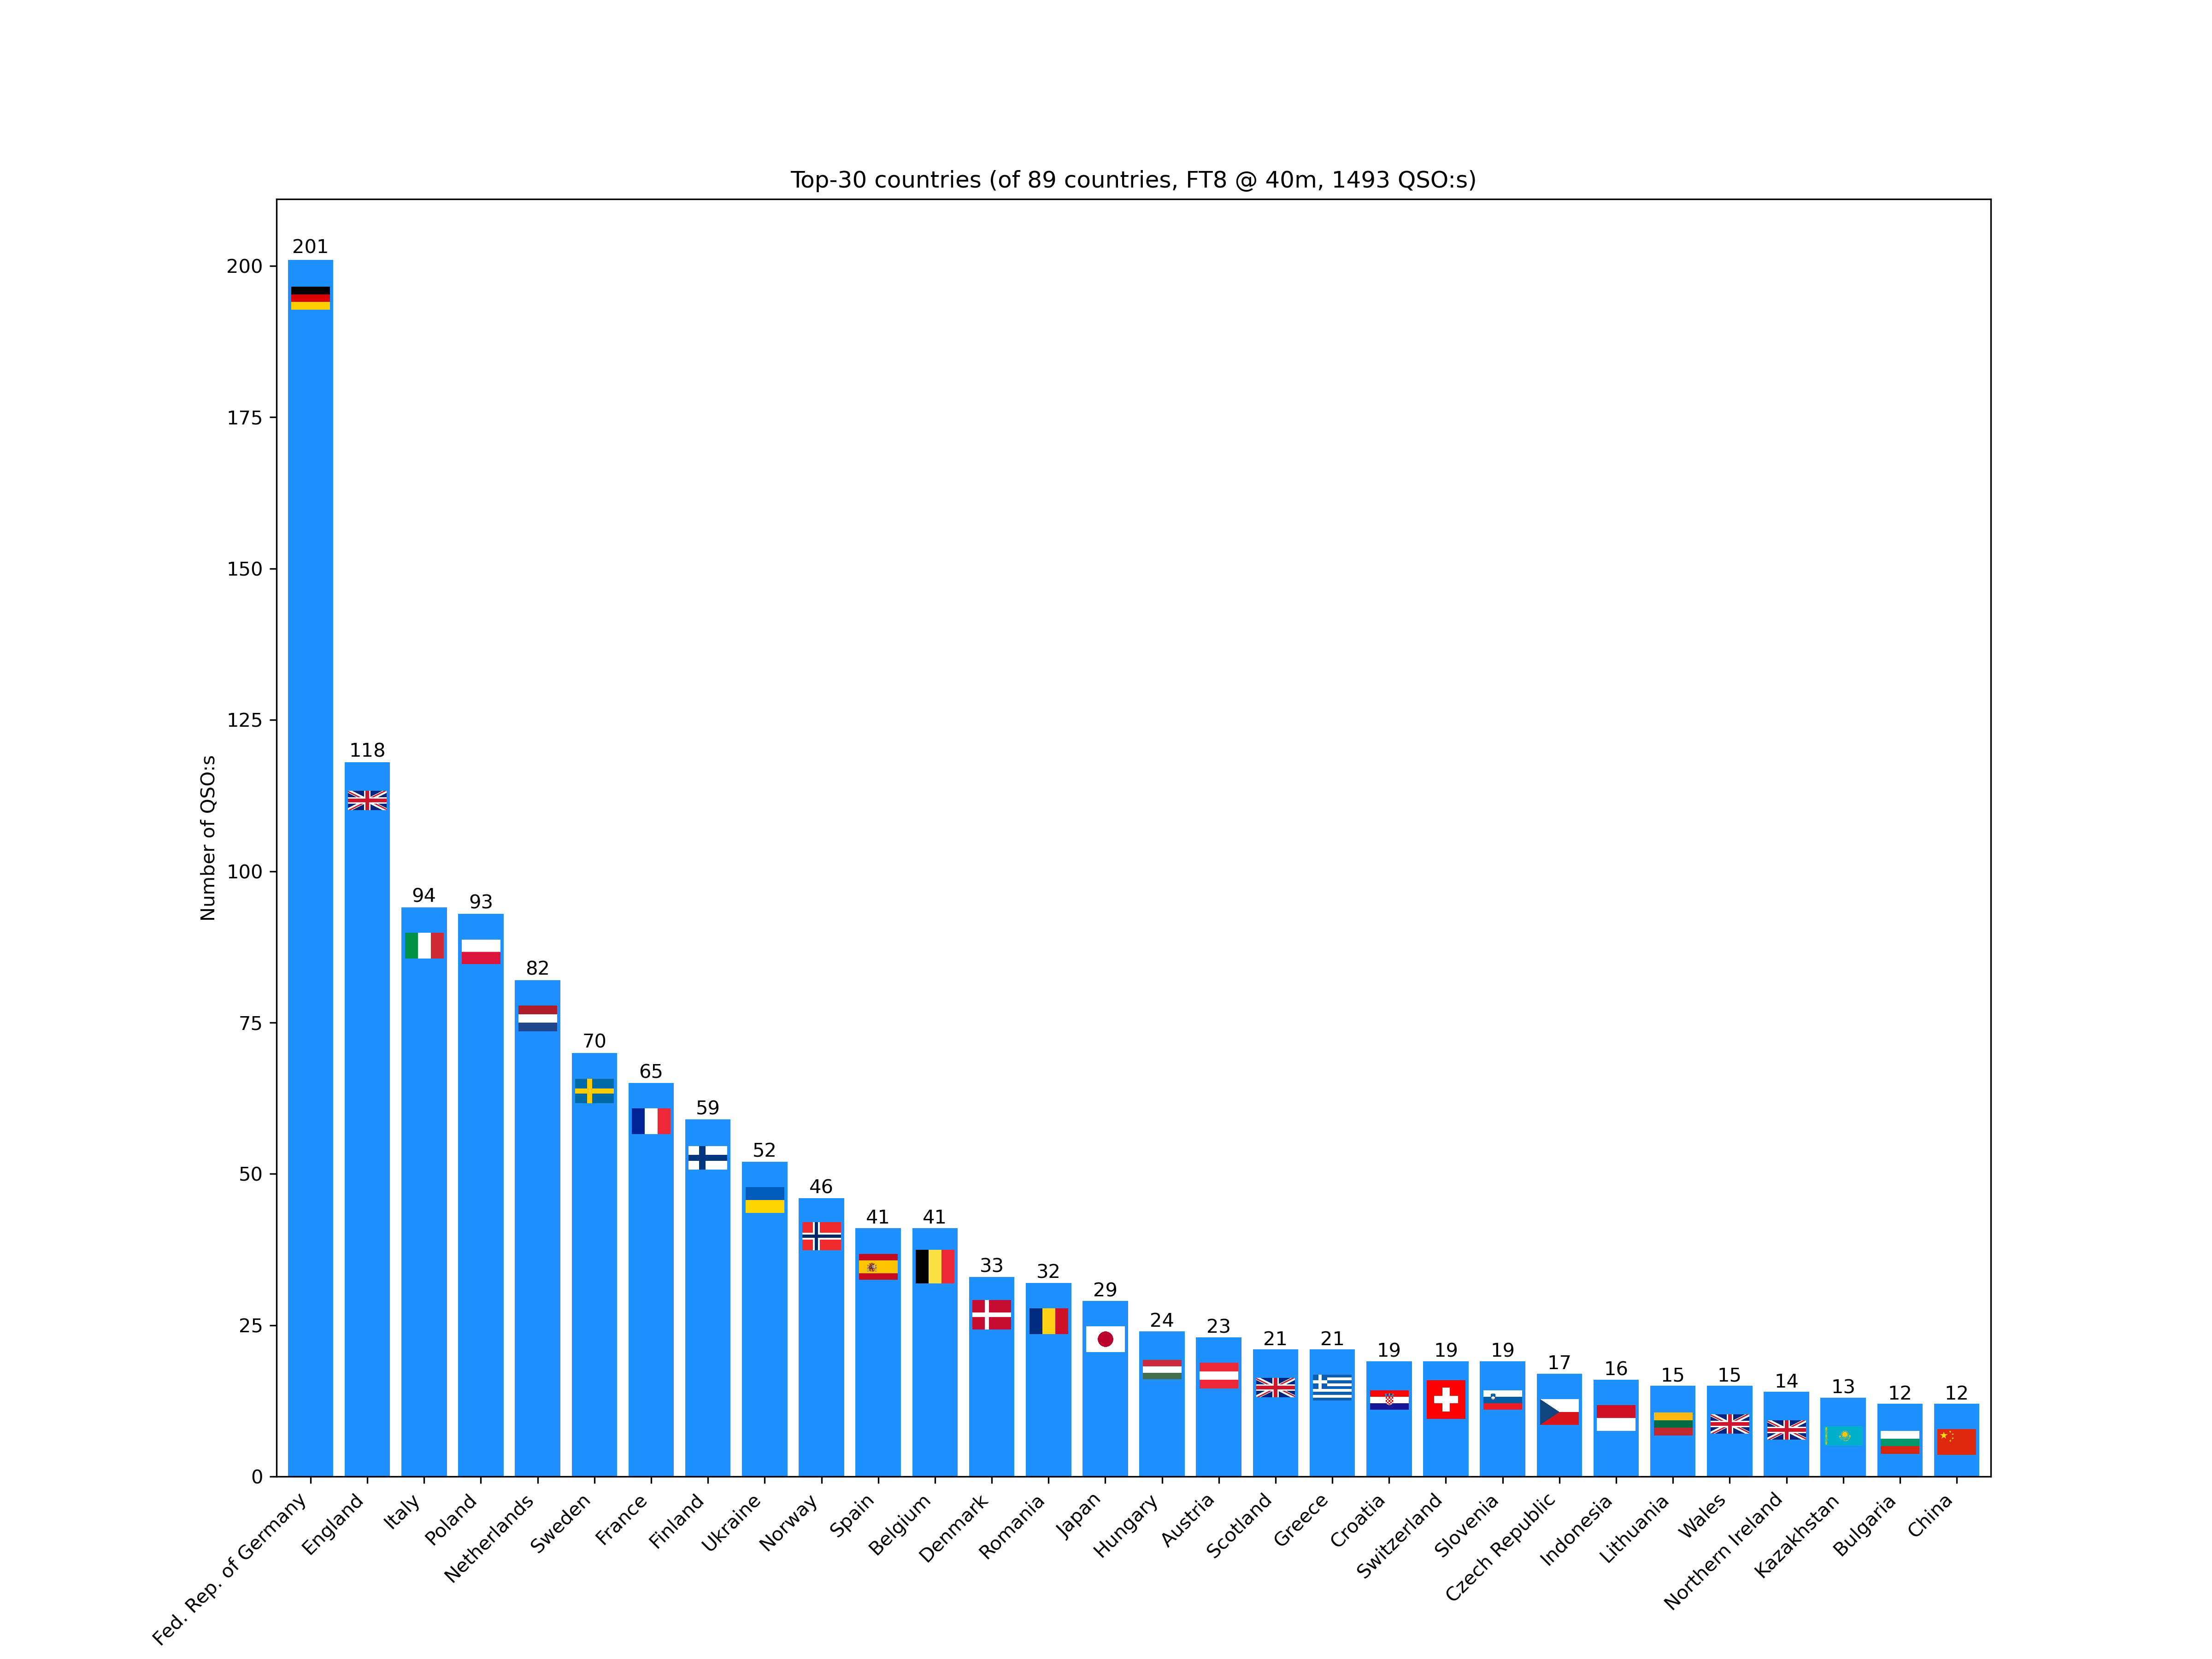 Top-30 countries (of 89 countries, FT8 @ 40m, 1493 QSO:s)
Number of QSO:s
200
175
150
125
100
75
50
25
0
201
118
94
93
82
70
65
59
52
46
41
41
33
32
29
24
23
21
21
19
19
19
17
16
15
15
14
13
12
12
Fed. Rep. of Germany
England
Italy
Poland
Netherlands
Sweden
France
Finland
Ukraine
Norway
Spain
Belgium
Denmark
Romania
Japan
Hungary
Austria
Scotland
Greece
Croatia
Switzerland
Slovenia
Czech Republic
Indonesia
Lithuania
Wales
Northern Ireland
Kazakhstan
Bulgaria
China